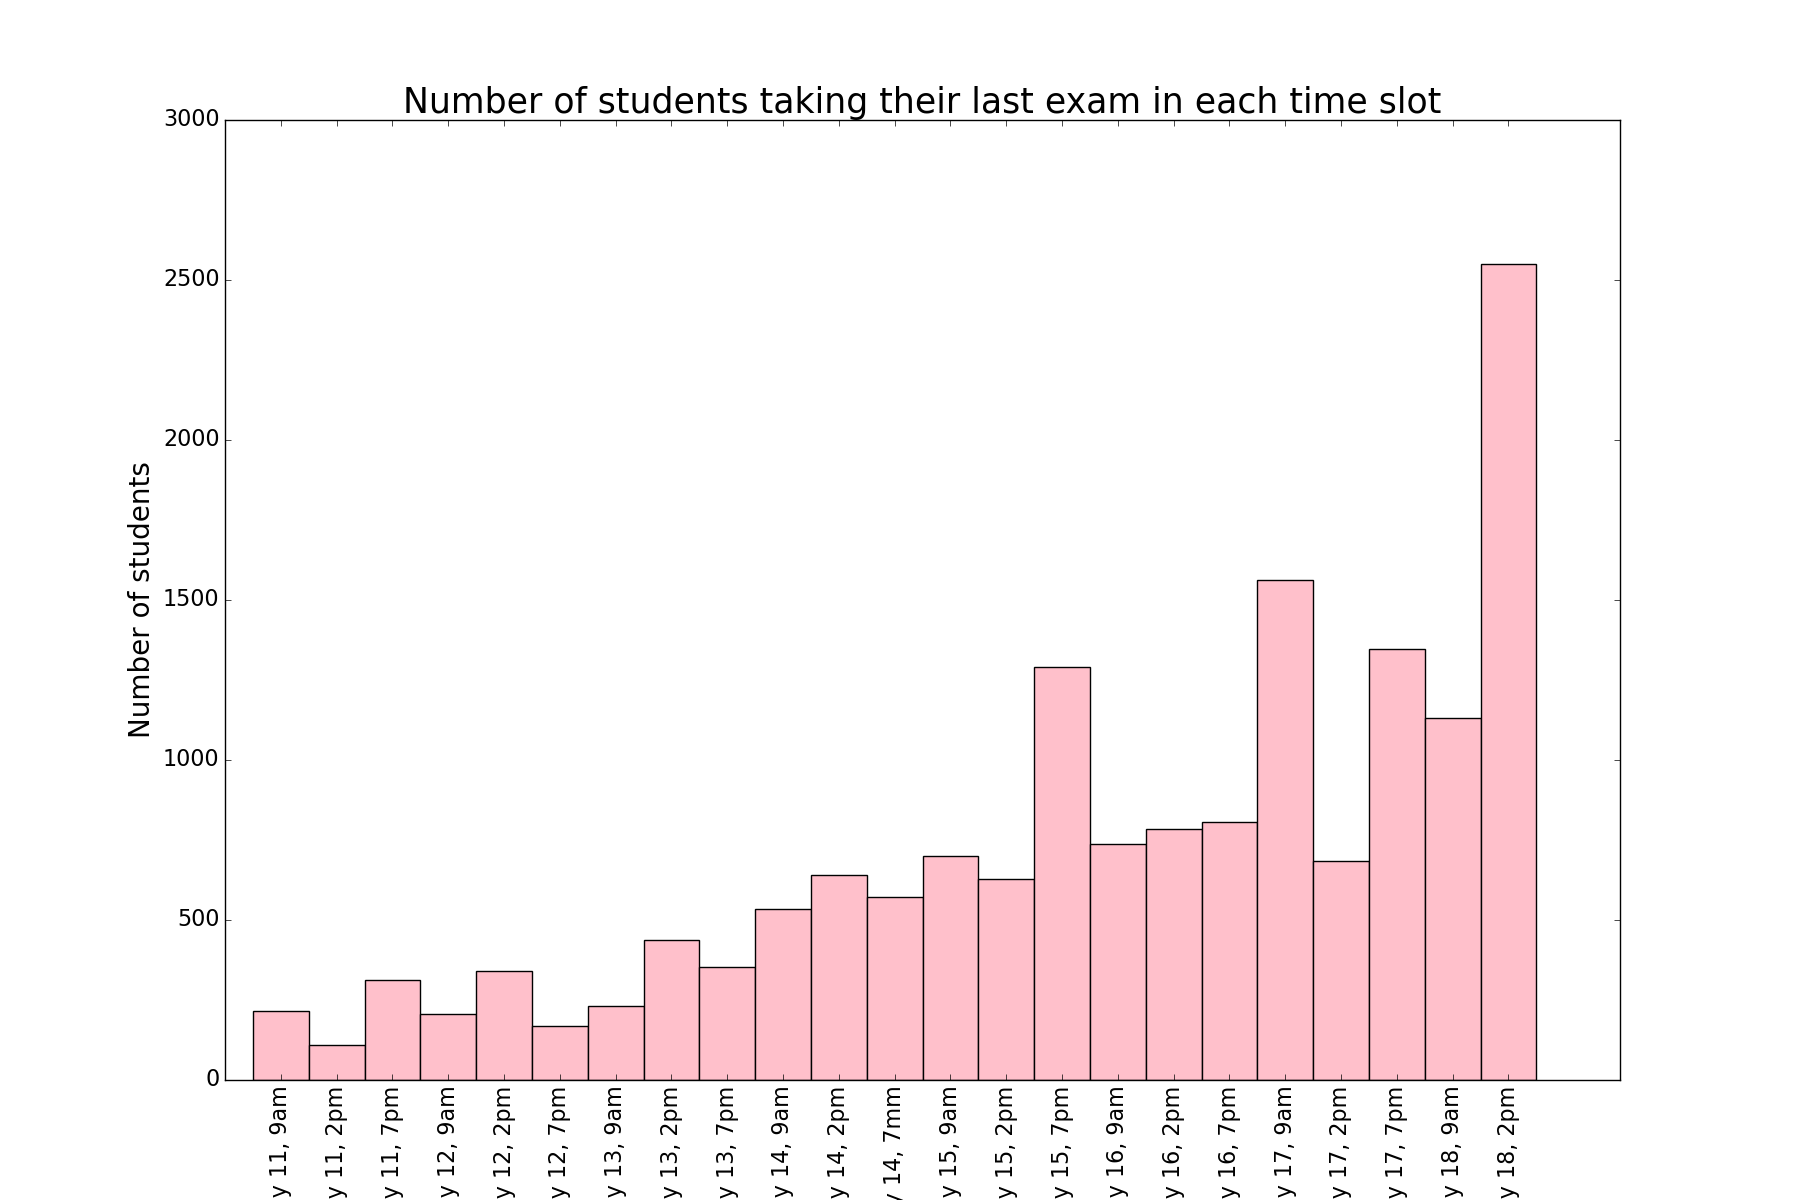 Number of students taking their last exam in each time slot
Number of students
3000
2500
2000
1500
1000
500
0
y 11, 9am
y 11, 2pm
y 11, 7pm
y 12, 9am
y 12, 2pm
y 12, 7pm
y 13, 9am
y 13, 2pm
y 13, 7pm
y 14, 9am
y 14, 2pm
y 14, 7mm
y 15, 9am
y 15, 2pm
y 15, 7pm
y 16, 9am
y 16, 2pm
y 16, 7pm
y 17, 9am
y 17, 2pm
y 17, 7pm
y 18, 9am
y 18, 2pm